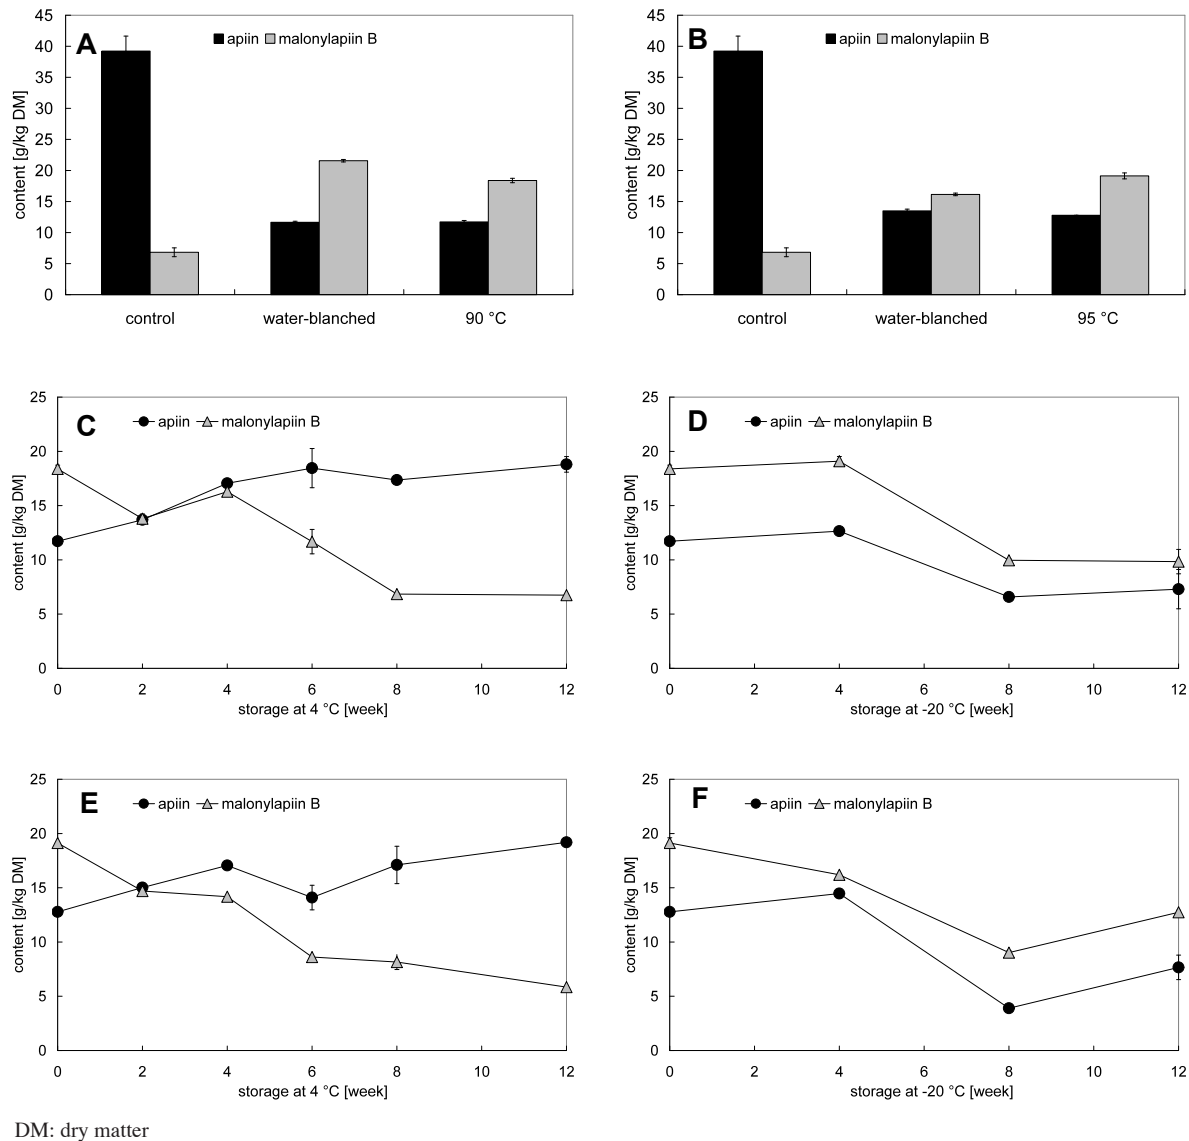 A
apiin malonylapiin B
content [g/kg DM]
45
40
35
30
25
20
15
10
5
0
control water-blanched 90 °C
B
apiin malonylapiin B
content [g/kg DM]
45
40
35
30
25
20
15
10
5
0
control water-blanched 95 °C
C
apiin malonylapiin B
content [g/kg DM]
25
20
15
10
5
0
0 2 4 6 8 10 12
storage at 4 °C [week]
D
apiin malonylapiin B
content [g/kg DM]
25
20
15
10
5
0
0 2 4 6 8 10 12
storage at -20 °C [week]
E
apiin malonylapiin B
content [g/kg DM]
25
20
15
10
5
0
0 2 4 6 8 10 12
storage at 4 °C [week]
F
apiin malonylapiin B
content [g/kg DM]
25
20
15
10
5
0
0 2 4 6 8 10 12
storage at -20 °C [week]
DM: dry matter